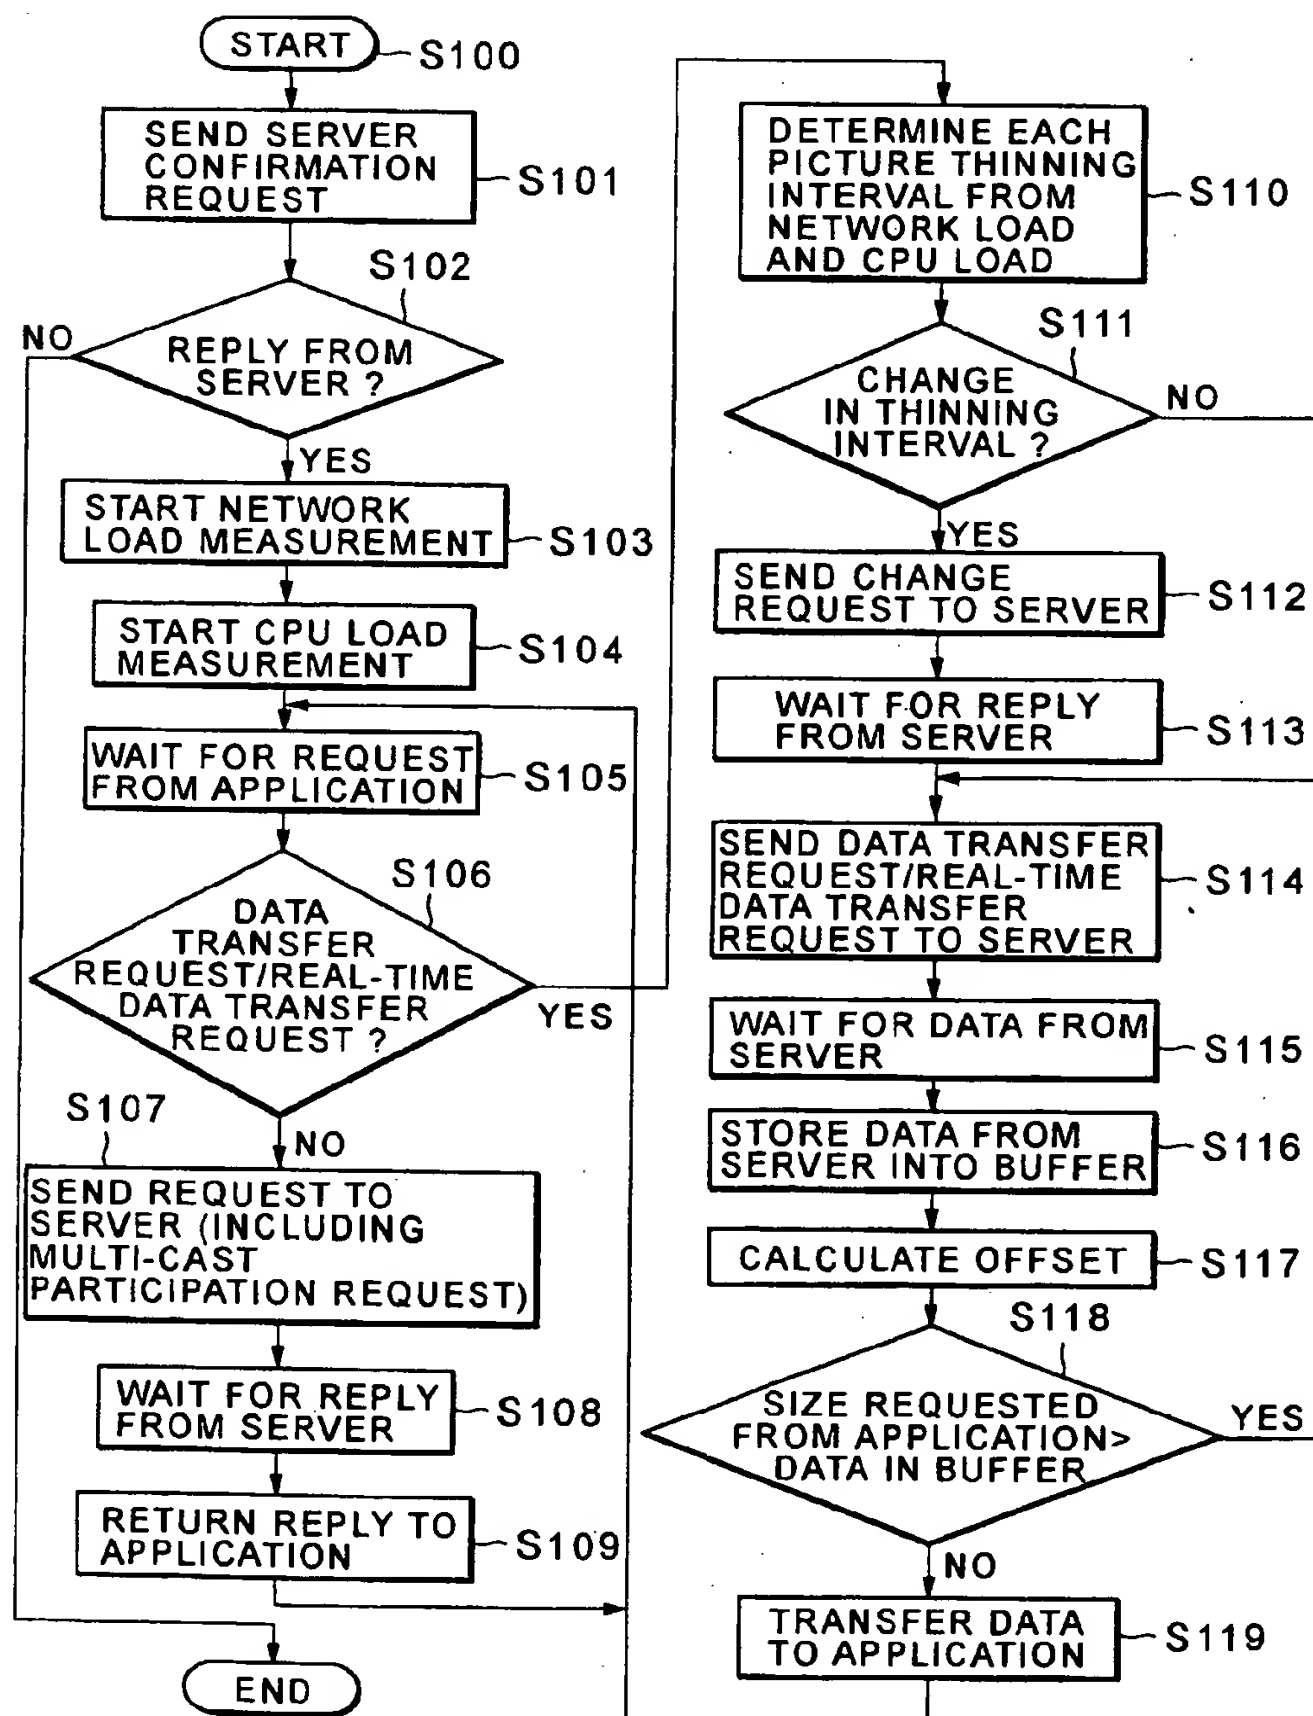 START
S100
SEND SERVER
CONFIRMATION
REQUEST
S101
S102
NO
REPLY FROM
SERVER ?
YES
START NETWORK
LOAD MEASUREMENT
S103
START CPU LOAD
MEASUREMENT
S104
WAIT FOR REQUEST
FROM APPLICATION
S105
S106
DATA
TRANSFER
REQUEST/REAL-TIME
DATA TRANSFER
REQUEST ?
YES
S107
NO
SEND REQUEST TO
SERVER (INCLUDING
MULTI-CAST
PARTICIPATION REQUEST)
WAIT FOR REPLY
FROM SERVER
S108
RETURN REPLY TO
APPLICATION
S109
END
DETERMINE EACH
PICTURE THINNING
INTERVAL FROM
NETWORK LOAD
AND CPU LOAD
S110
S111
CHANGE
IN THINNING
INTERVAL ?
NO
YES
SEND CHANGE
REQUEST TO SERVER
S112
WAIT FOR REPLY
FROM SERVER
S113
SEND DATA TRANSFER
REQUEST/REAL-TIME
DATA TRANSFER
REQUEST TO SERVER
S114
WAIT FOR DATA FROM
SERVER
S115
STORE DATA FROM
SERVER INTO BUFFER
S116
CALCULATE OFFSET
S117
S118
SIZE REQUESTED
FROM APPLICATION>
DATA IN BUFFER
YES
NO
TRANSFER DATA
TO APPLICATION
S119